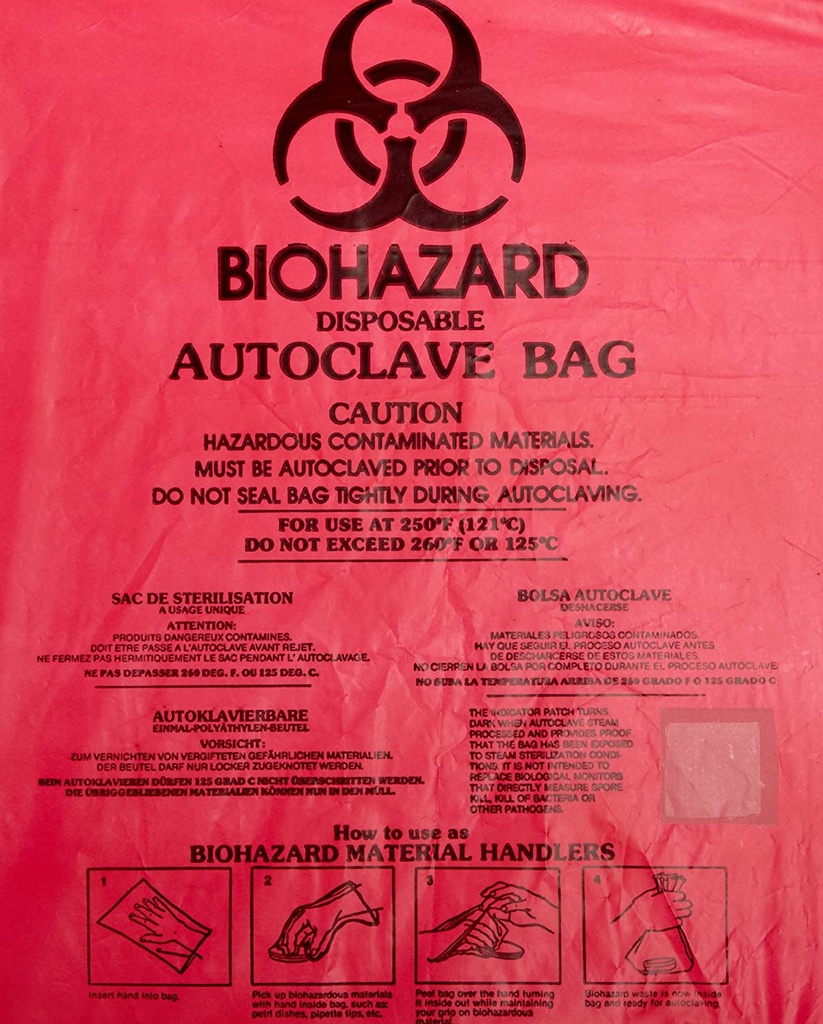 BIOHAZARD
DISPOSABLE
AUTOCLAVE BAG
CAUTION
HAZARDOUS CONTAMINATED MATERIALS.
MUST BE AUTOCLAVED PRIOR TO DISPOSAL.
DO NOT SEAL BAG TIGHTLY DURING AUTOCLAVING.
FOR USE AT 250°F (121°C)
DO NOT EXCEED 260°F OR 125°C
SAC DE STERILISATION
A USAGE UNIQUE
ATTENTION:
PRODUITS DANGEREUX CONTAMINES.
DOIT ETRE PASSE A L'AUTOCLAVE AVANT REJET.
NE FERMEZ PAS HERMITIQUEMENT LE SAC PENDANT L'AUTOCLAVAGE.
NE PAS DEPASSER 260 DEG. F. OU 125 DEG. C.
BOLSA AUTOCLAVE
DESHACERSE
AVISO:
MATERIALES PELIGROSOS CONTAMINADOS.
HAY QUE SEGUIR EL PROCESO AUTOCLAVE ANTES
DE DESCHARCERSE DE ESTOS MATERIALES.
NO CIERREN LA BOLSA POR COMPLETO DURANTE EL PROCESO AUTOCLAVE.
NO SUBA LA TEMPERATURA ARRIBA DE 260 GRADO F O 125 GRADO C
AUTOKLAVIERBARE
EINMAL-POLYÄTHYLEN-BEUTEL
VORSICHT:
ZUM VERNICHTEN VON VERGIFTETEN GEFÄHRLICHEN MATERIALIEN.
DER BEUTEL DARF NUR LOCKER ZUGEKNOTET WERDEN.
BEIN AUTOKLAVIEREN DÜRFEN 125 GRAD C NICHT ÜBERSCHRITTEN WERDEN.
DIE ÜBRIGGEBLIEBENEN MATERIALIEN KÖNNEN NUN IN DEN MÜLL.
THE INDICATOR PATCH TURNS
DARK WHEN AUTOCLAVE STEAM
PROCESSED AND PROVIDES PROOF
THAT THE BAG HAS BEEN EXPOSED
TO STEAM STERILIZATION CONDI-
TIONS. IT IS NOT INTENDED TO
REPLACE BIOLOGICAL MONITORS
THAT DIRECTLY MEASURE SPORE
KILL, KILL OF BACTERIA OR
OTHER PATHOGENS.
How to use as
BIOHAZARD MATERIAL HANDLERS
1
2
3
4
Insert hand into bag.
Pick up biohazardous materials
with hand inside bag, such as:
petri dishes, pipette tips, etc.
Peel bag over the hand turning
it inside out while maintaining
your grip on biohazardous
material.
Biohazard waste is now inside
bag and ready for autoclaving.